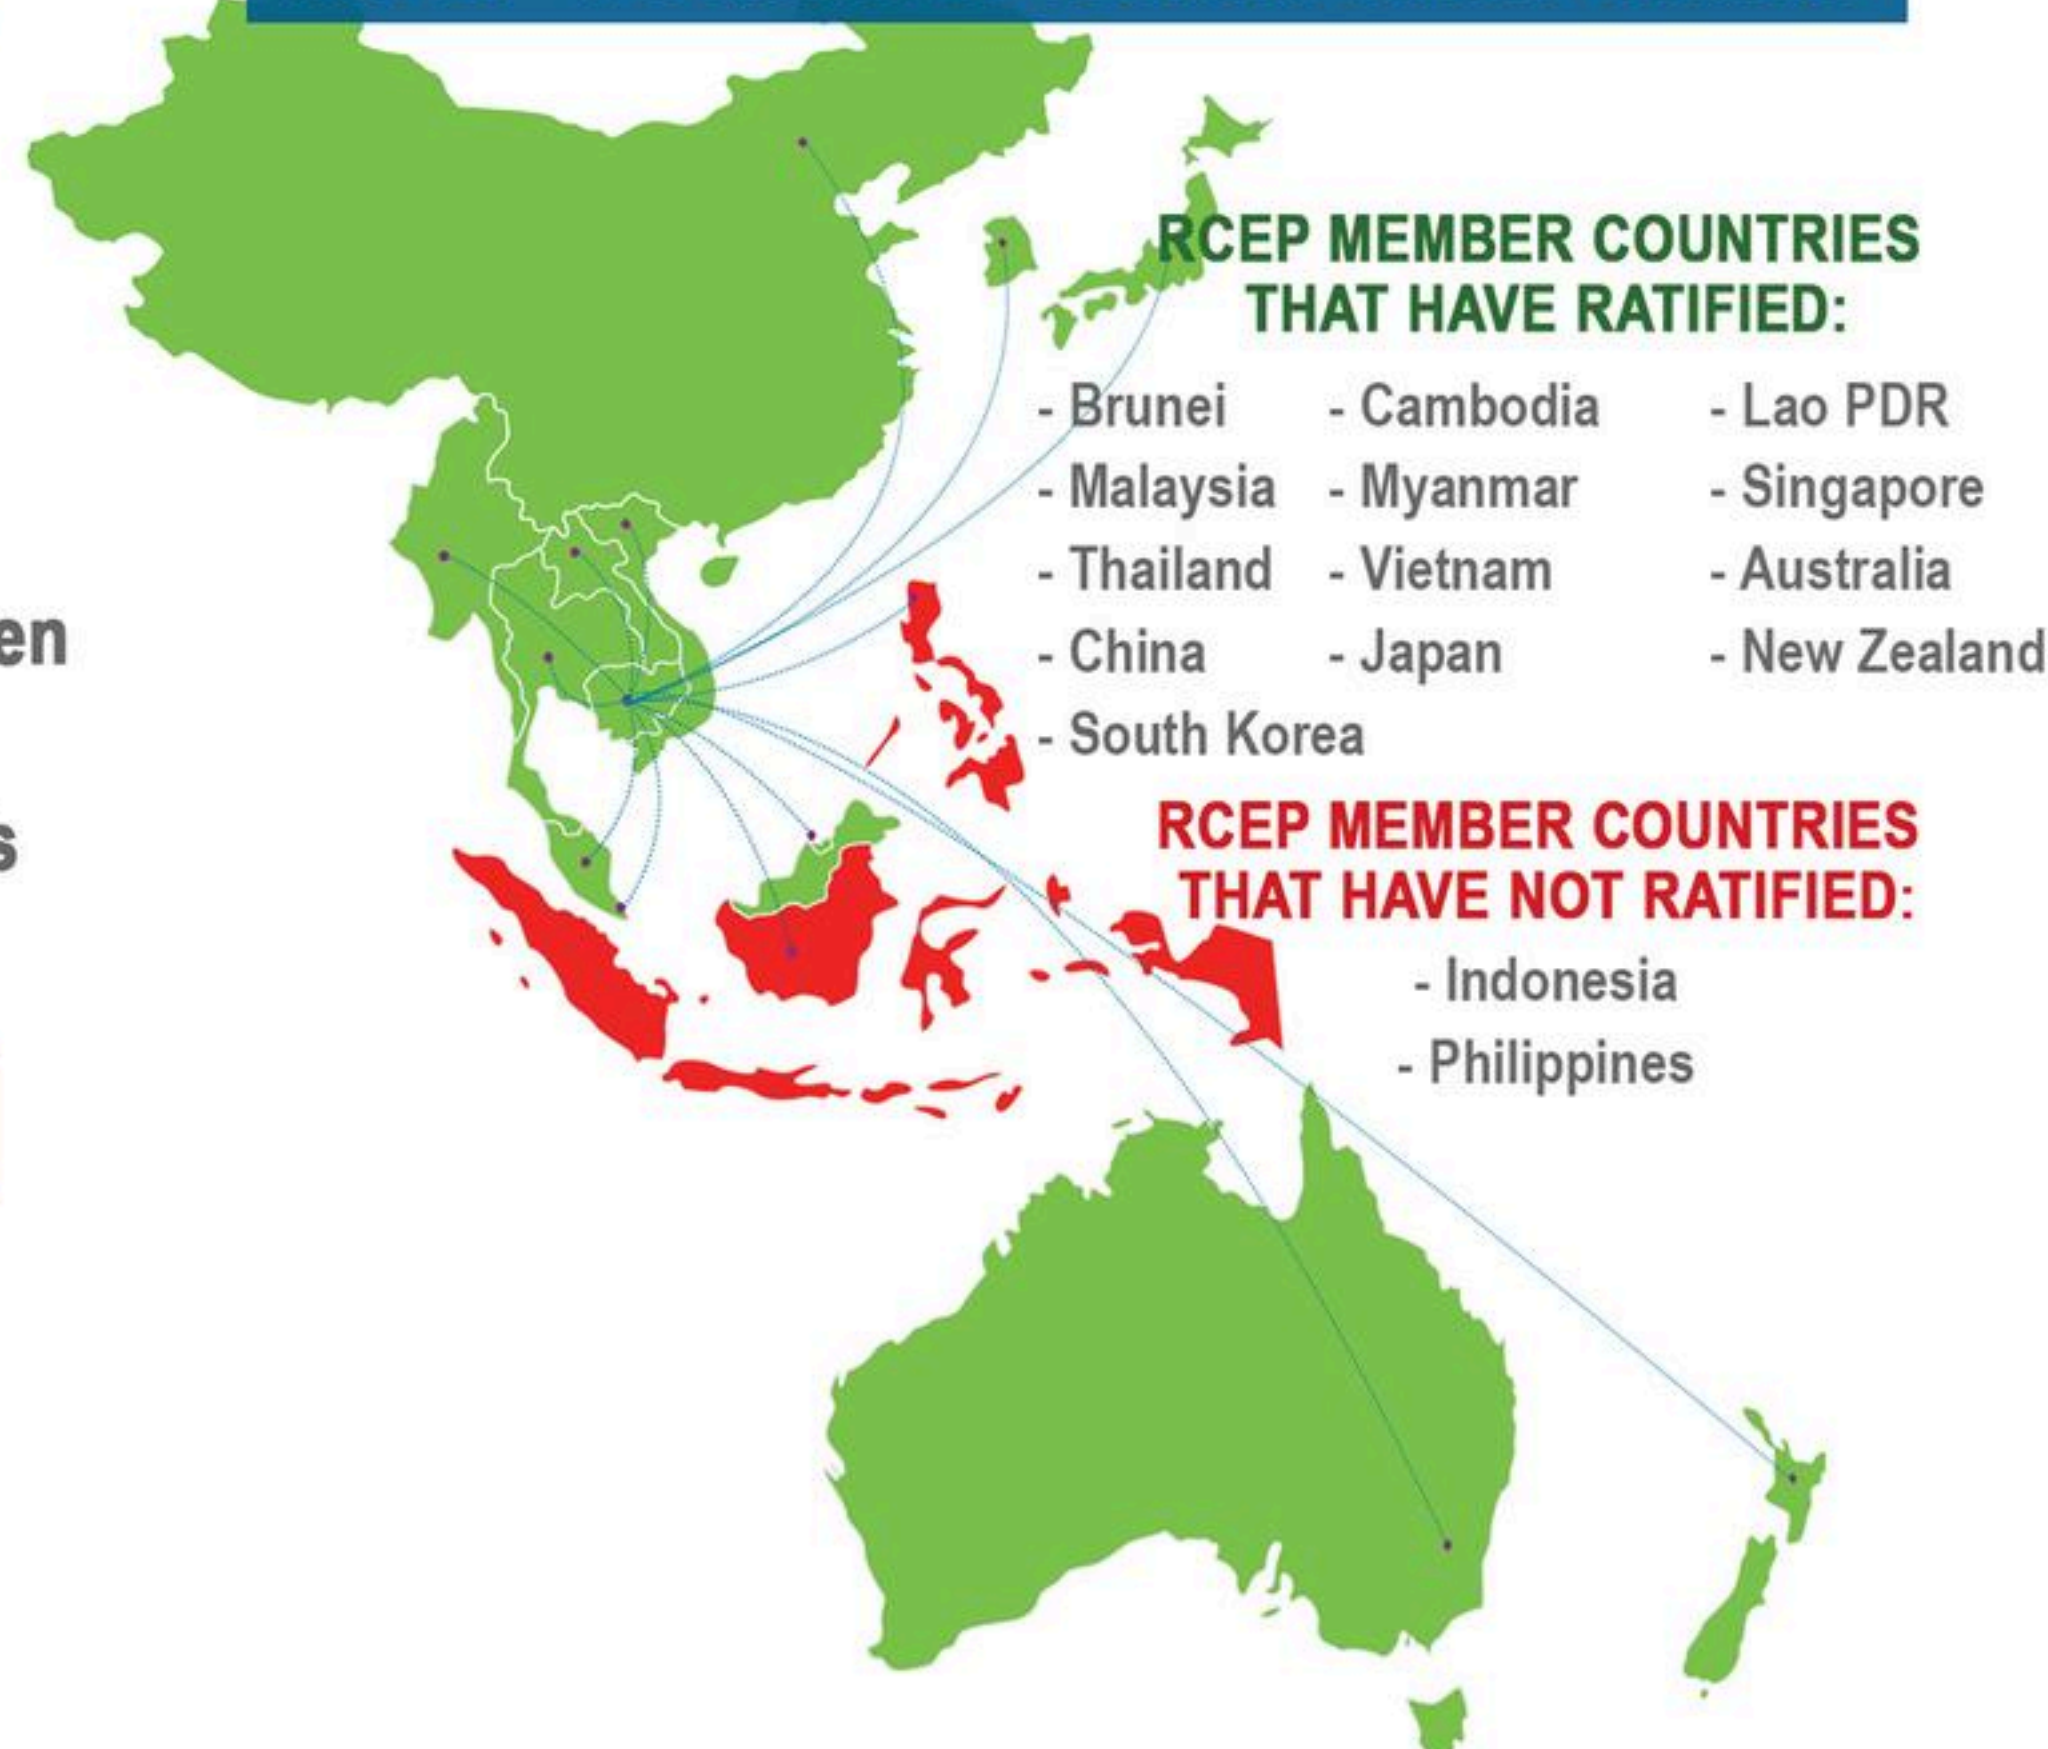 RCEP MEMBER COUNTRIES
THAT HAVE RATIFIED:
- Brunei - Cambodia - Lao PDR
- Malaysia - Myanmar - Singapore
- Thailand - Vietnam - Australia
- China - Japan - New Zealand
- South Korea
RCEP MEMBER COUNTRIES
THAT HAVE NOT RATIFIED:
- Indonesia
- Philippines